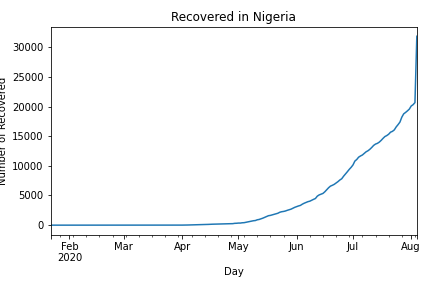 Recovered in Nigeria
Number of Recovered
30000
25000
20000
15000
10000
5000
0
Feb
2020
Mar
Apr
May
Jun
Jul
Aug
Day